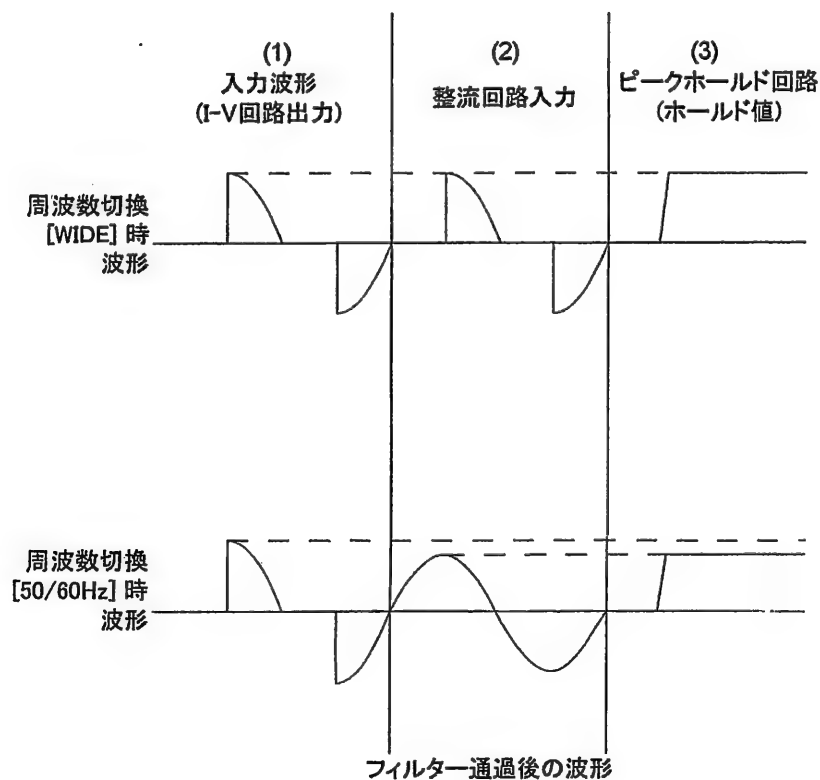 (1)
入力波形
(I-V回路出力)
(2)
整流回路入力
(3)
ピークホールド回路
(ホールド値)
周波数切換
[WIDE] 時
波形
周波数切換
[50/60Hz] 時
波形
フィルター通過後の波形